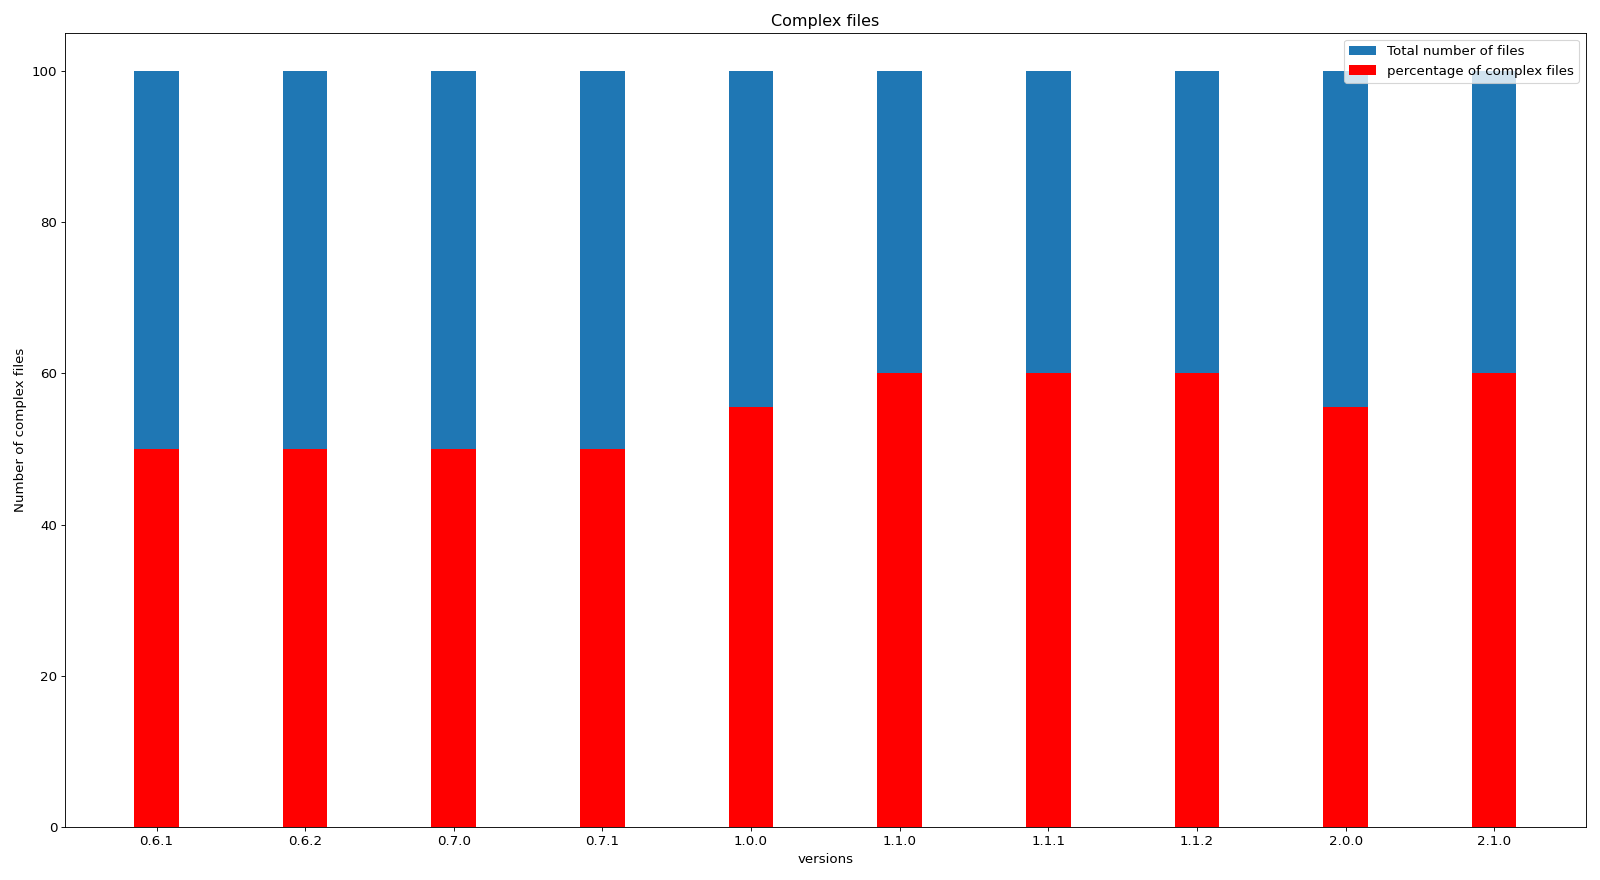 Complex files
Total number of files
percentage of complex files
Number of complex files
100
80
60
40
20
0
0.6.1 0.6.2 0.7.0 0.7.1 1.0.0 1.1.0 1.1.1 1.1.2 2.0.0 2.1.0
versions